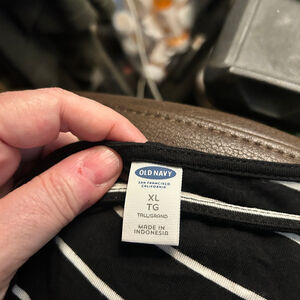 OLD NAVY
SAN FRANCISCO
CALIFORNIA
XL
TG
TALL/GRAND
MADE IN
INDONESIA